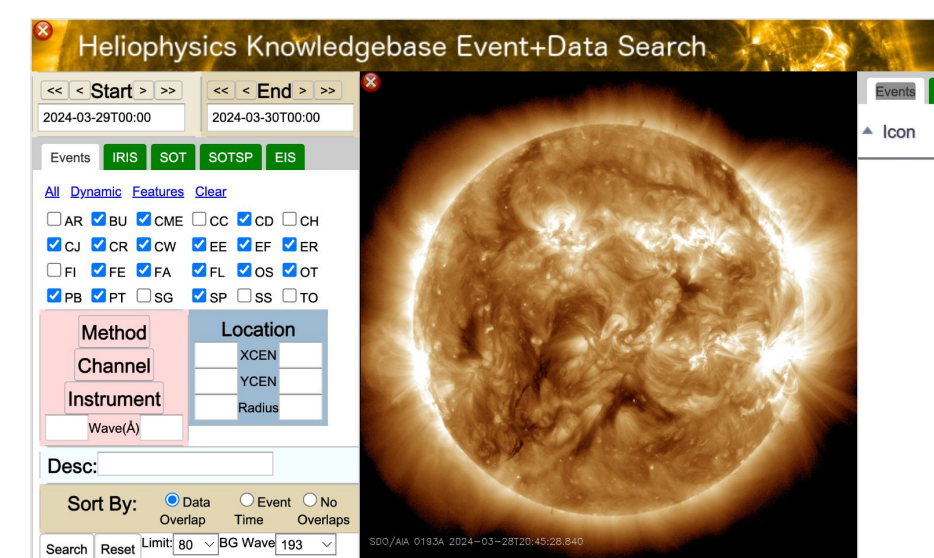 Heliophysics Knowledgebase Event+Data Search
<< < Start > >> << < End > >>
2024-03-29T00:00 2024-03-30T00:00
Events IRIS SOT SOTSP EIS
All Dynamic Features Clear
AR BU CME CC CD CH
CJ CR CW EE EF ER
FI FE FA FL OS OT
PB PT SG SP SS TO
Method
Channel
Instrument
Wave(Å)
Location
XCEN
YCEN
Radius
Desc:
Sort By: Data Overlap Event Time No Overlaps
Search Reset Limit: 80 BG Wave 193
SDO/AIA 0193A 2024-03-28T20:45:28.840
Events
Icon